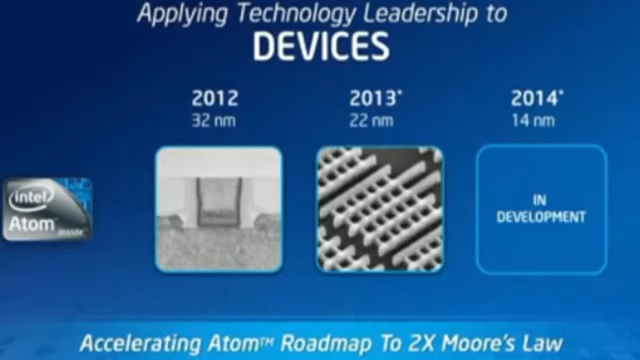 Applying Technology Leadership to
DEVICES
2012
32 nm
2013*
22 nm
2014*
14 nm
intel
Atom
inside™
IN
DEVELOPMENT
Accelerating Atom™ Roadmap To 2X Moore's Law